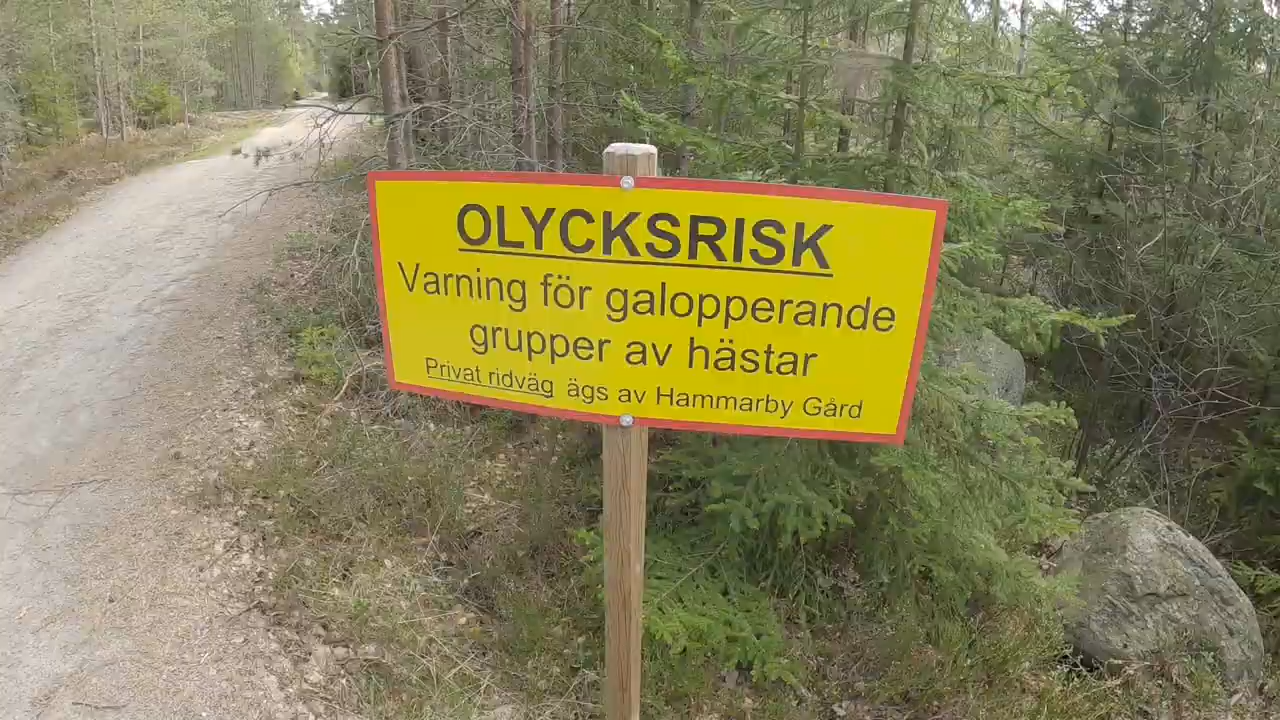 OLYCKSRISK
Varning för galopperande
grupper av hästar
Privat ridväg ägs av Hammarby Gård